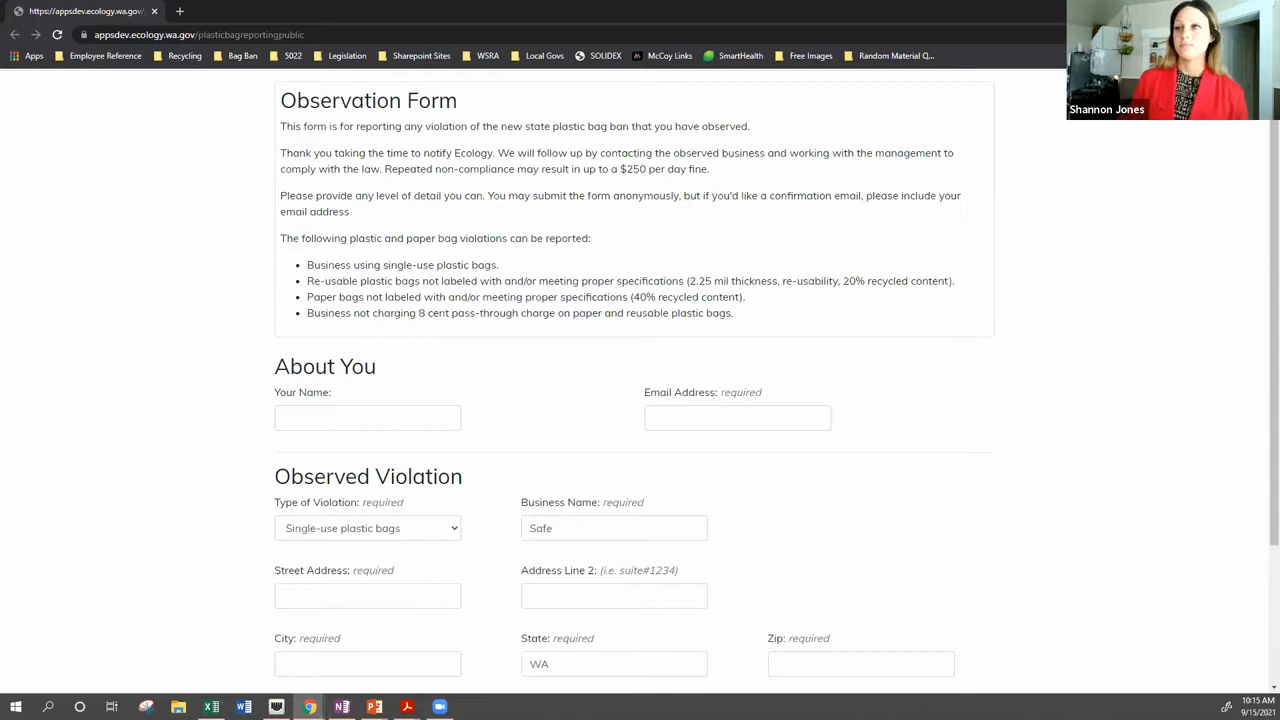 https://appsdev.ecology.wa.gov/
appsdev.ecology.wa.gov/plasticbagreportingpublic
Apps Employee Reference Recycling Bag Ban 5022 Legislation Sharepoint Sites WSRA Local Govs SOLIDEX McCoy Links SmartHealth Free Images Random Material Q...
Shannon Jones
Observation Form
This form is for reporting any violation of the new state plastic bag ban that you have observed.
Thank you taking the time to notify Ecology. We will follow up by contacting the observed business and working with the management to
comply with the law. Repeated non-compliance may result in up to a $250 per day fine.
Please provide any level of detail you can. You may submit the form anonymously, but if you'd like a confirmation email, please include your
email address
The following plastic and paper bag violations can be reported:
• Business using single-use plastic bags.
• Re-usable plastic bags not labeled with and/or meeting proper specifications (2.25 mil thickness, re-usability, 20% recycled content).
• Paper bags not labeled with and/or meeting proper specifications (40% recycled content).
• Business not charging 8 cent pass-through charge on paper and reusable plastic bags.
About You
Your Name: Email Address: required
Observed Violation
Type of Violation: required Business Name: required
Single-use plastic bags Safe
Street Address: required Address Line 2: (i.e. suite#1234)
City: required State: required Zip: required
WA
10:15 AM
9/15/2021